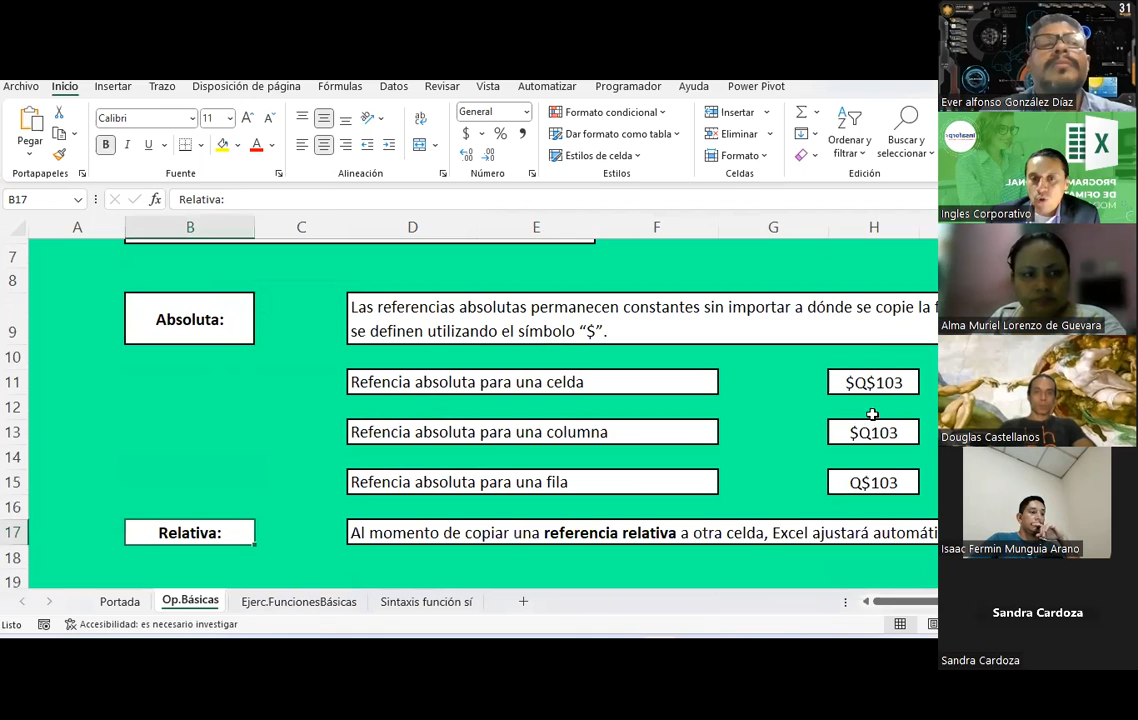 Archivo Inicio Insertar Trazo Disposición de página Fórmulas Datos Revisar Vista Automatizar Programador Ayuda Power Pivot
Calibri 11 General Formato condicional Insertar
Pegar Dar formato como tabla Eliminar Ordenar y filtrar Buscar y seleccionar
Estilos de celda Formato
Portapapeles Fuente Alineación Número Estilos Celdas Edición
B17 fx Relativa:
A B C D E F G H
7
8
9 Absoluta: Las referencias absolutas permanecen constantes sin importar a dónde se copie la f
se definen utilizando el símbolo “$”.
10
11 Refencia absoluta para una celda $Q$103
12
13 Refencia absoluta para una columna $Q103
14
15 Refencia absoluta para una fila Q$103
16
17 Relativa: Al momento de copiar una referencia relativa a otra celda, Excel ajustará automáti
18
19
Portada Op.Básicas Ejerc.FuncionesBásicas Sintaxis función sí
Listo Accesibilidad: es necesario investigar
31
Ever alfonso González Díaz
insaforp
PROGRAM
DE OFIMAT
Ingles Corporativo
Alma Muriel Lorenzo de Guevara
Douglas Castellanos
Isaac Fermin Munguia Arano
Sandra Cardoza
Sandra Cardoza